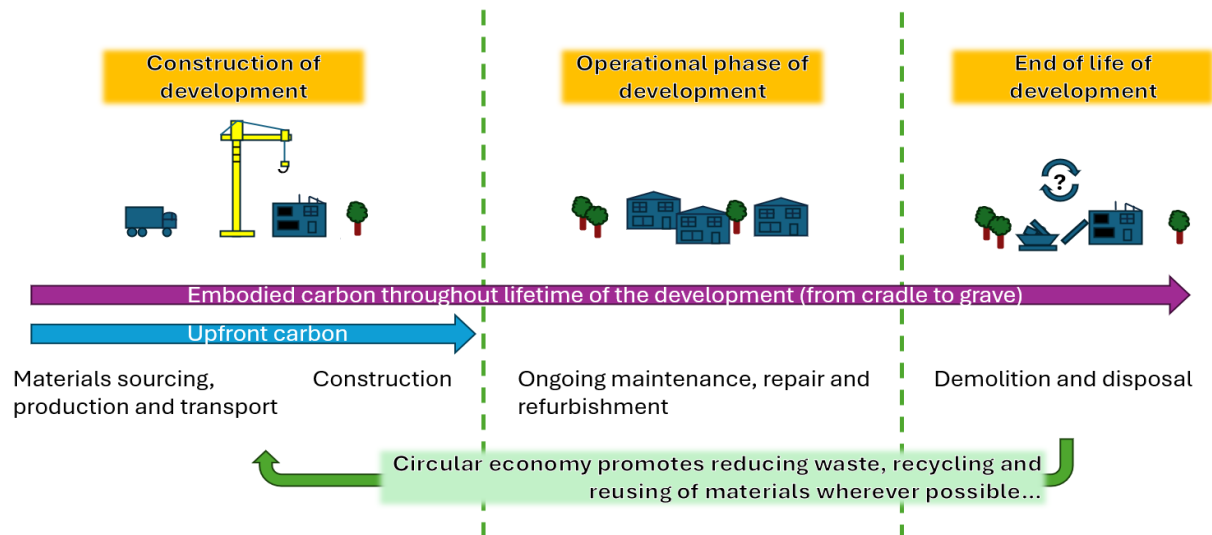 Construction of
development
Operational phase of
development
End of life of
development
?
Embodied carbon throughout lifetime of the development (from cradle to grave)
Upfront carbon
Materials sourcing,
production and transport
Construction
Ongoing maintenance, repair and
refurbishment
Demolition and disposal
Circular economy promotes reducing waste, recycling and
reusing of materials wherever possible...